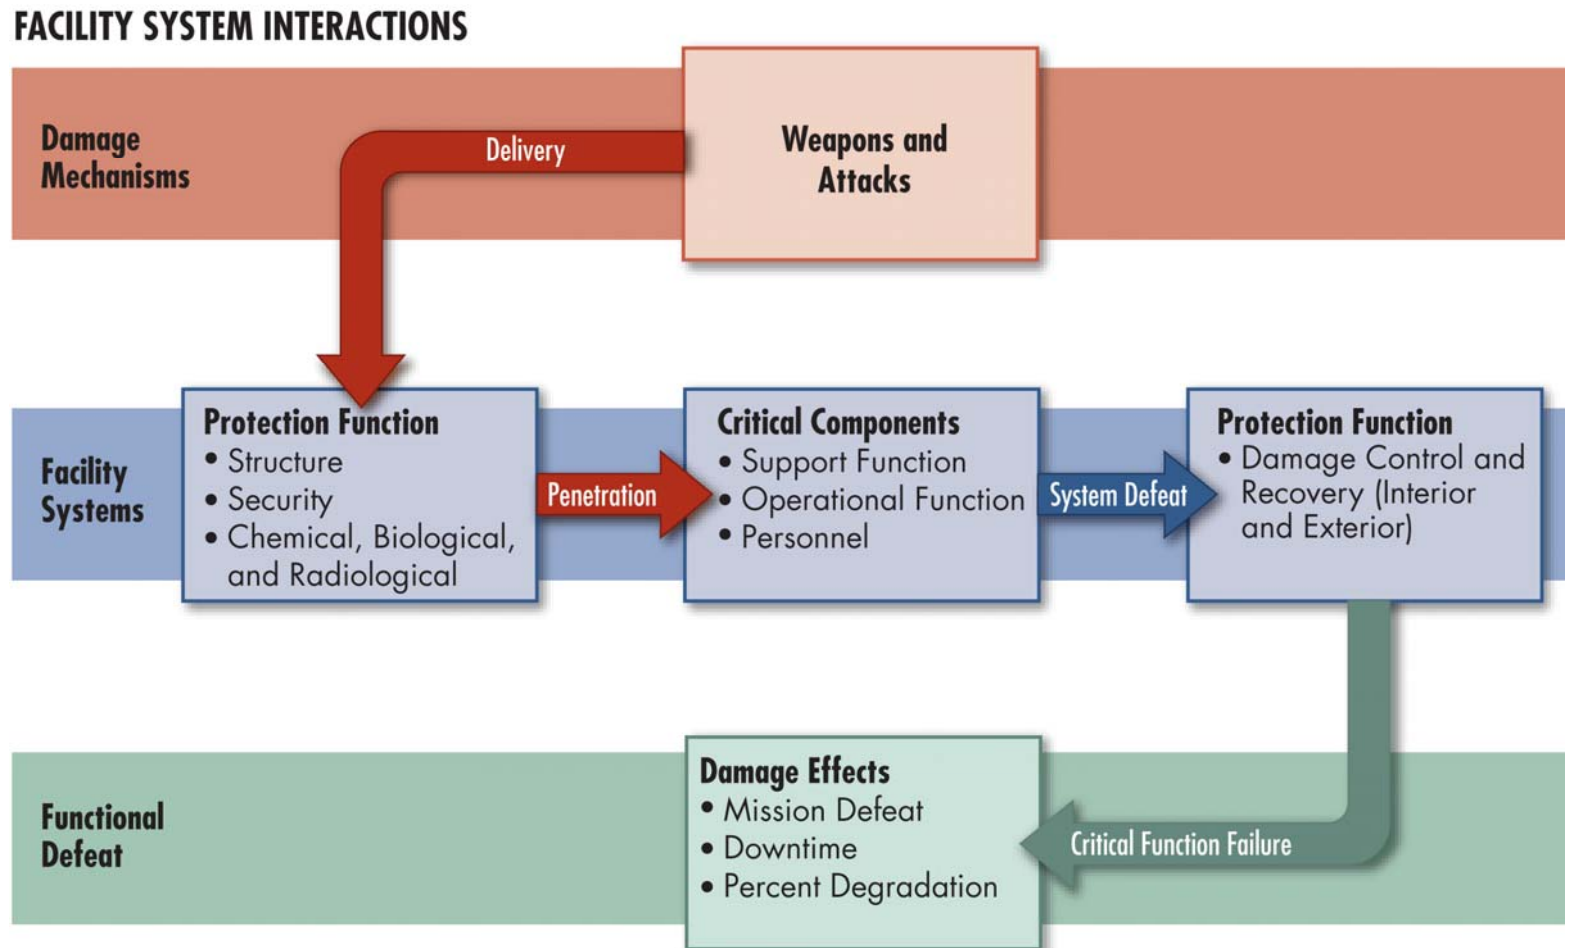 FACILITY SYSTEM INTERACTIONS
Damage
Mechanisms
Delivery
Weapons and
Attacks
Facility
Systems
Protection Function
• Structure
• Security
• Chemical, Biological,
and Radiological
Penetration
Critical Components
• Support Function
• Operational Function
• Personnel
System Defeat
Protection Function
• Damage Control and
Recovery (Interior
and Exterior)
Functional
Defeat
Damage Effects
• Mission Defeat
• Downtime
• Percent Degradation
Critical Function Failure